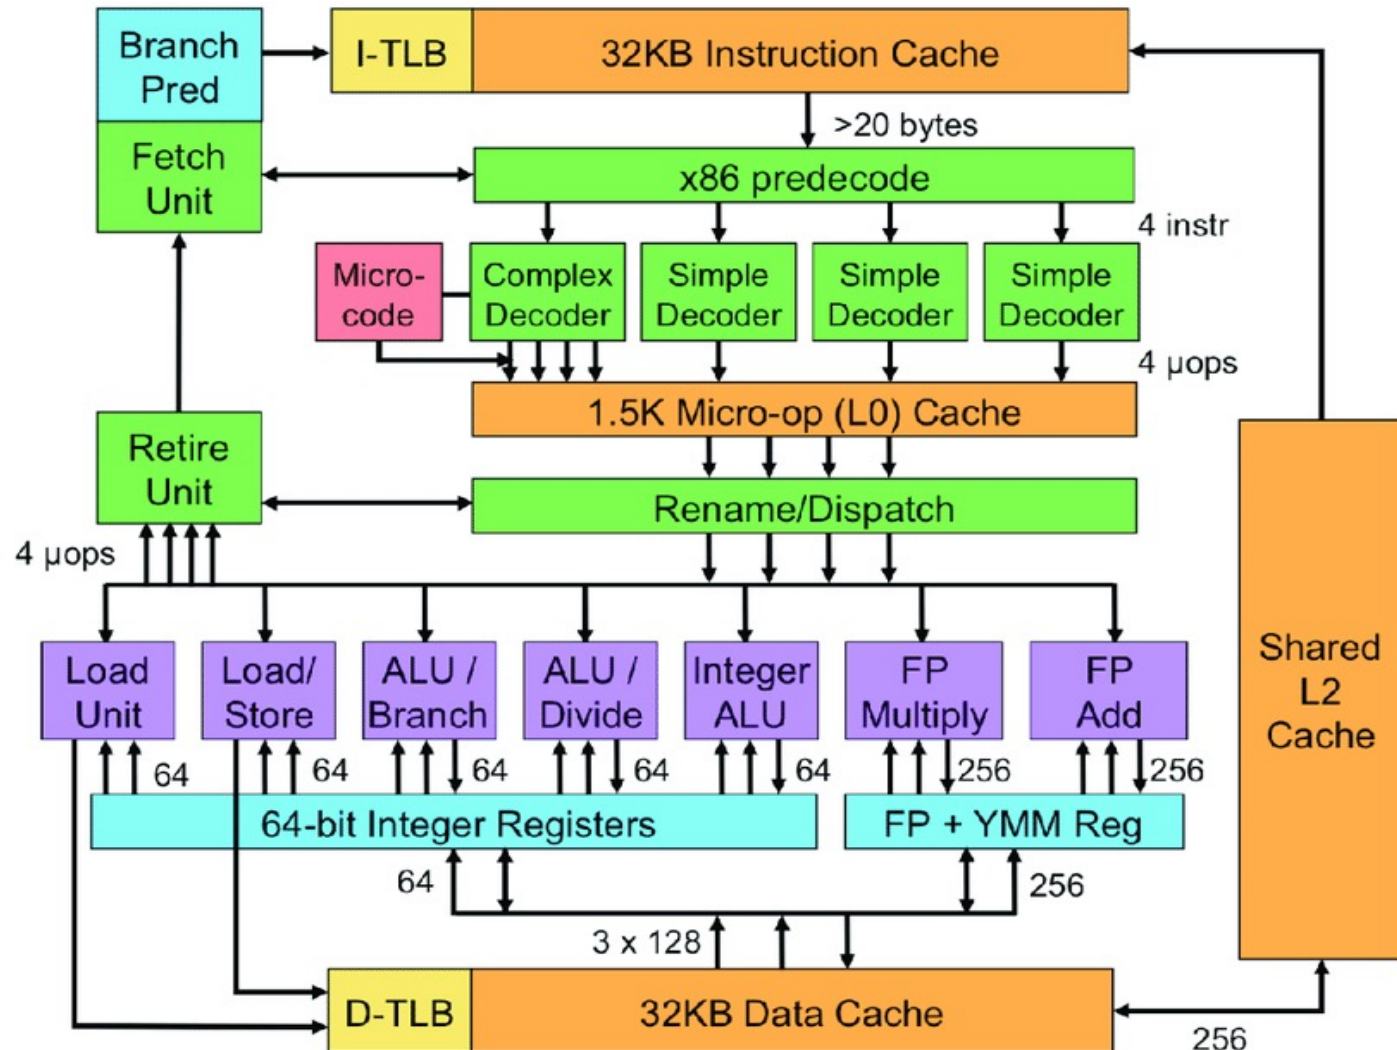 Branch
Pred
I-TLB
32KB Instruction Cache
>20 bytes
Fetch
Unit
x86 predecode
4 instr
Micro-
code
Complex
Decoder
Simple
Decoder
Simple
Decoder
Simple
Decoder
4 µops
1.5K Micro-op (L0) Cache
Retire
Unit
Rename/Dispatch
4 µops
Load
Unit
Load/
Store
ALU /
Branch
ALU /
Divide
Integer
ALU
FP
Multiply
FP
Add
Shared
L2
Cache
64
64
64
64
64
256
256
64-bit Integer Registers
FP + YMM Reg
64
256
3 x 128
D-TLB
32KB Data Cache
256